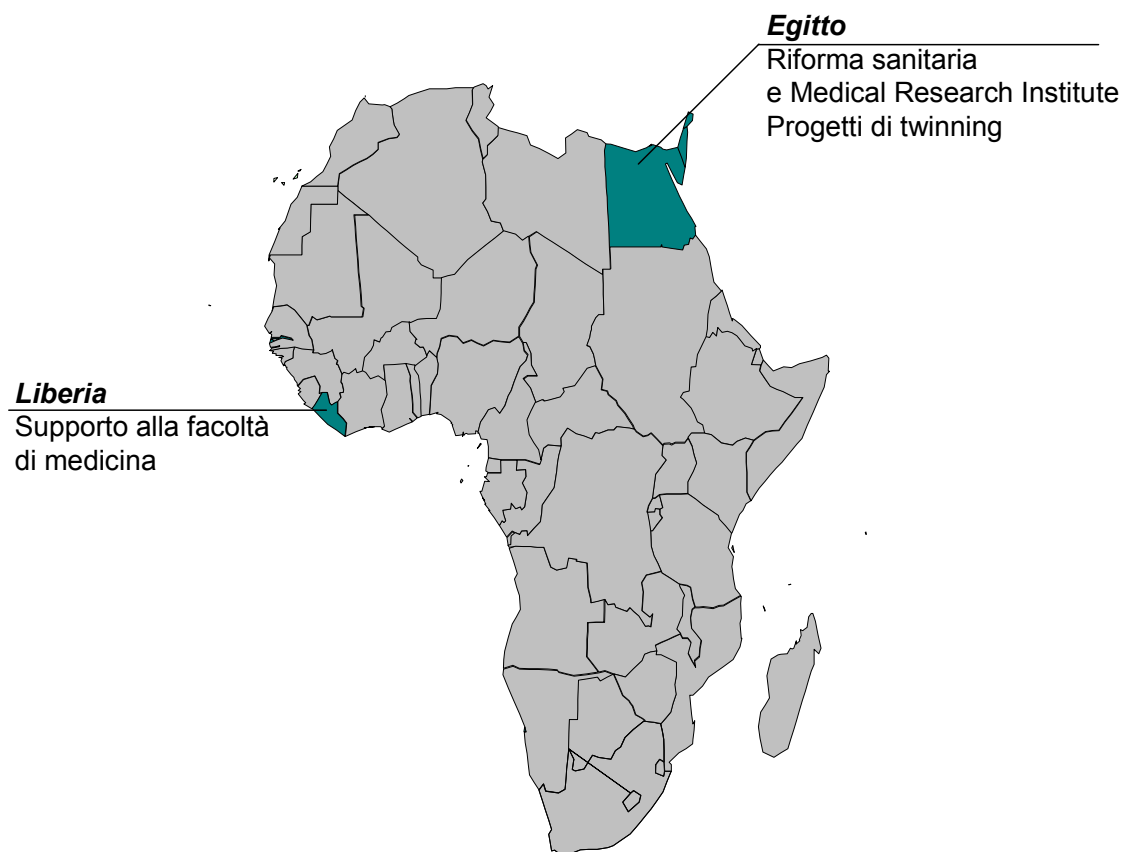 Egitto
Riforma sanitaria
e Medical Research Institute
Progetti di twinning
Liberia
Supporto alla facoltà
di medicina